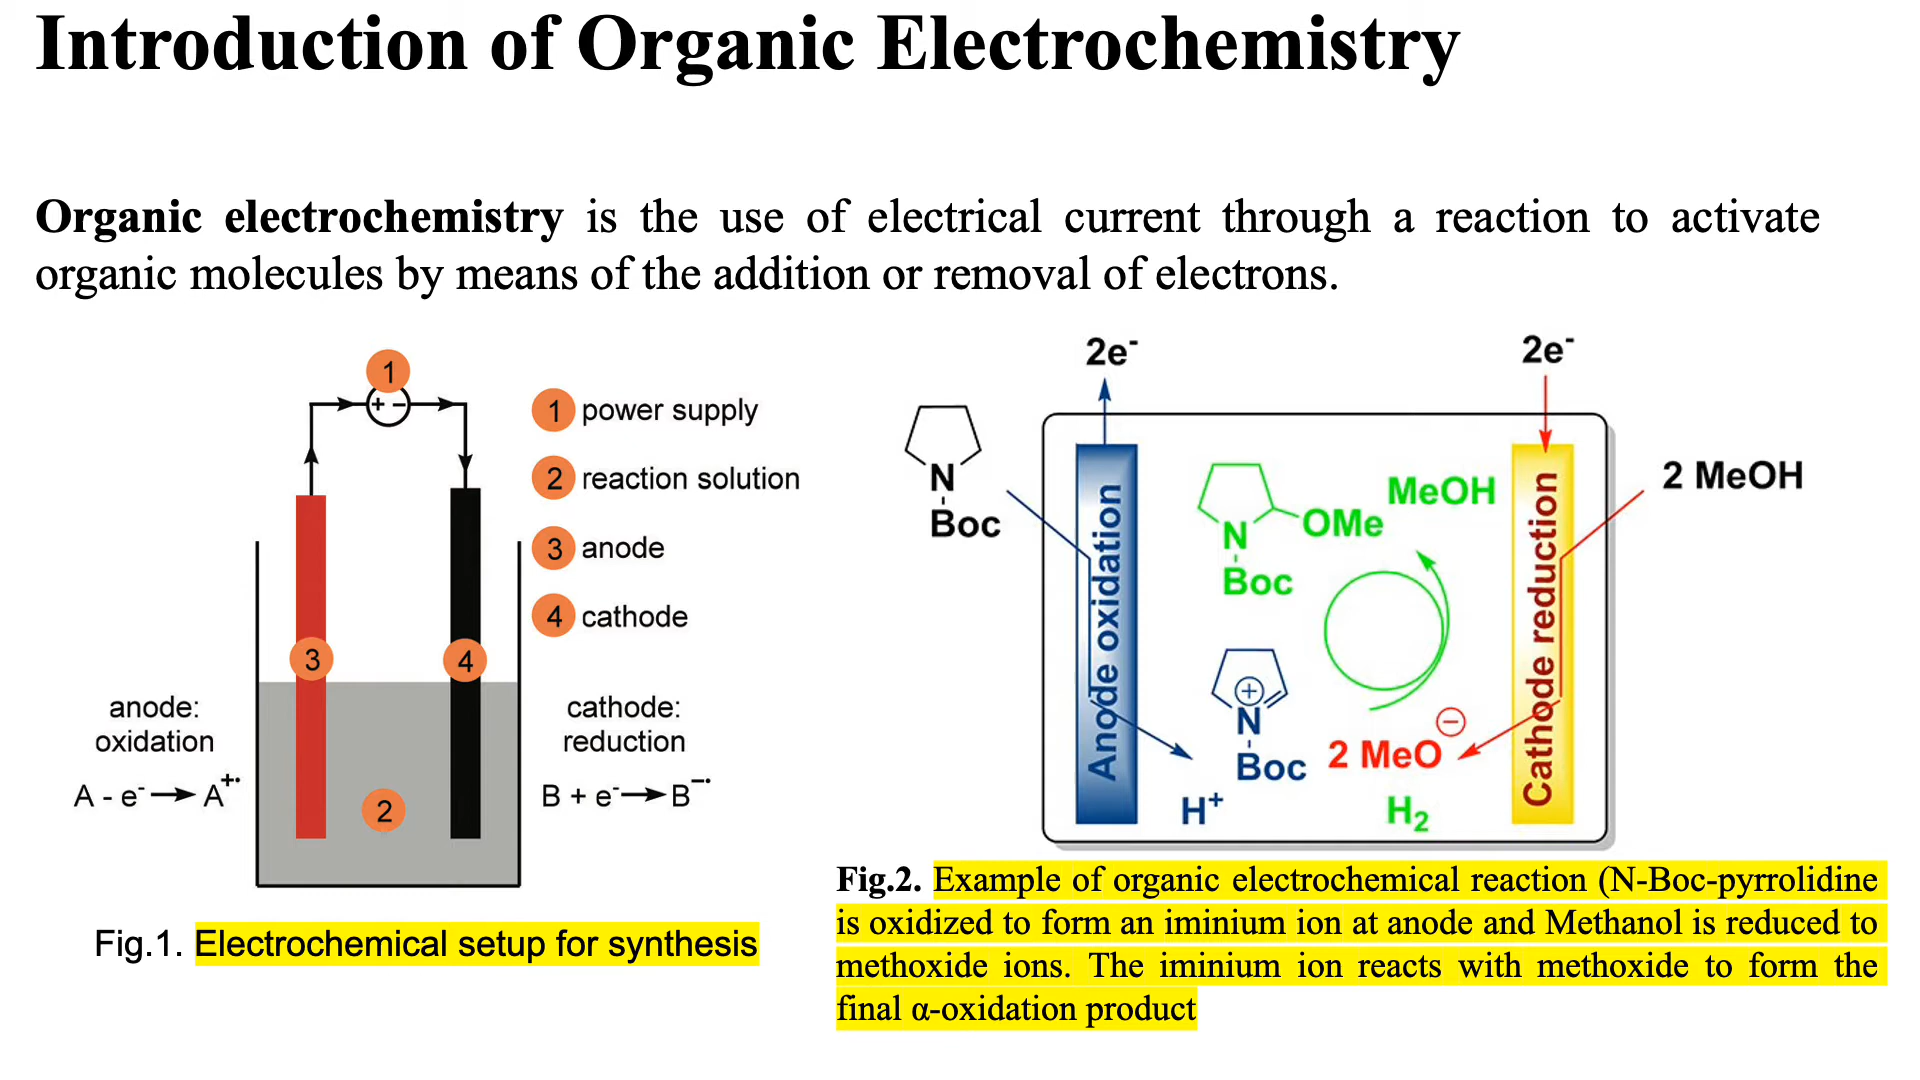 Introduction of Organic Electrochemistry
Organic electrochemistry is the use of electrical current through a reaction to activate
organic molecules by means of the addition or removal of electrons.
1
+ -
1 power supply
2 reaction solution
3 anode
4 cathode
3
4
2
anode:
oxidation
A - e⁻ → A⁺•
cathode:
reduction
B + e⁻ → B⁻•
Fig.1. Electrochemical setup for synthesis
2e⁻
2e⁻
N
Boc
Anode oxidation
N
OMe
Boc
MeOH
⊕
N
Boc
H⁺
2 MeO ⊖
H₂
Cathode reduction
2 MeOH
Fig.2. Example of organic electrochemical reaction (N-Boc-pyrrolidine
is oxidized to form an iminium ion at anode and Methanol is reduced to
methoxide ions. The iminium ion reacts with methoxide to form the
final α-oxidation product